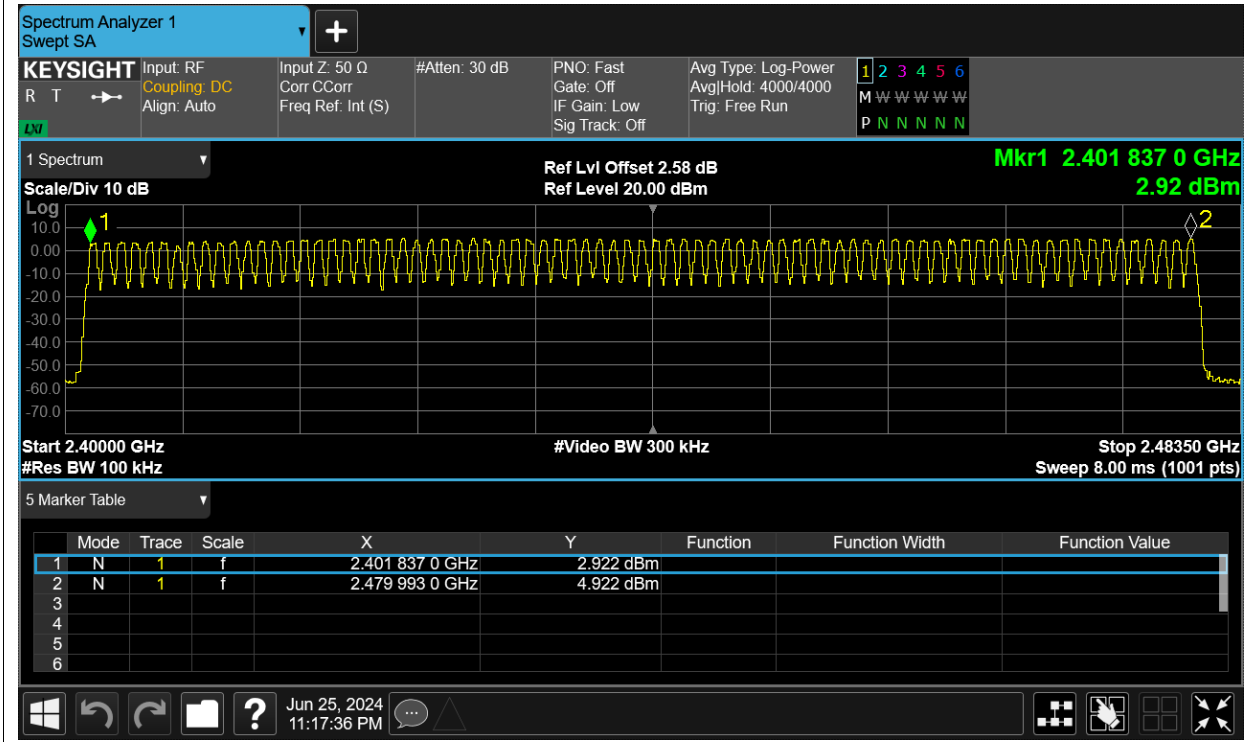 Spectrum Analyzer 1
Swept SA
KEYSIGHT
R T
LXI
Input: RF
Coupling: DC
Align: Auto
Input Z: 50 Ω
Corr CCorr
Freq Ref: Int (S)
#Atten: 30 dB
PNO: Fast
Gate: Off
IF Gain: Low
Sig Track: Off
Avg Type: Log-Power
Avg|Hold: 4000/4000
Trig: Free Run
1 2 3 4 5 6
M W W W W W
P N N N N N
1 Spectrum
Scale/Div 10 dB
Ref Lvl Offset 2.58 dB
Ref Level 20.00 dBm
Mkr1 2.401 837 0 GHz
2.92 dBm
Log
1
2
10.0
0.00
-10.0
-20.0
-30.0
-40.0
-50.0
-60.0
-70.0
Start 2.40000 GHz
#Res BW 100 kHz
#Video BW 300 kHz
Stop 2.48350 GHz
Sweep 8.00 ms (1001 pts)
5 Marker Table
Mode Trace Scale X Y Function Function Width Function Value
1 N 1 f 2.401 837 0 GHz 2.922 dBm
2 N 1 f 2.479 993 0 GHz 4.922 dBm
3
4
5
6
?
Jun 25, 2024
11:17:36 PM